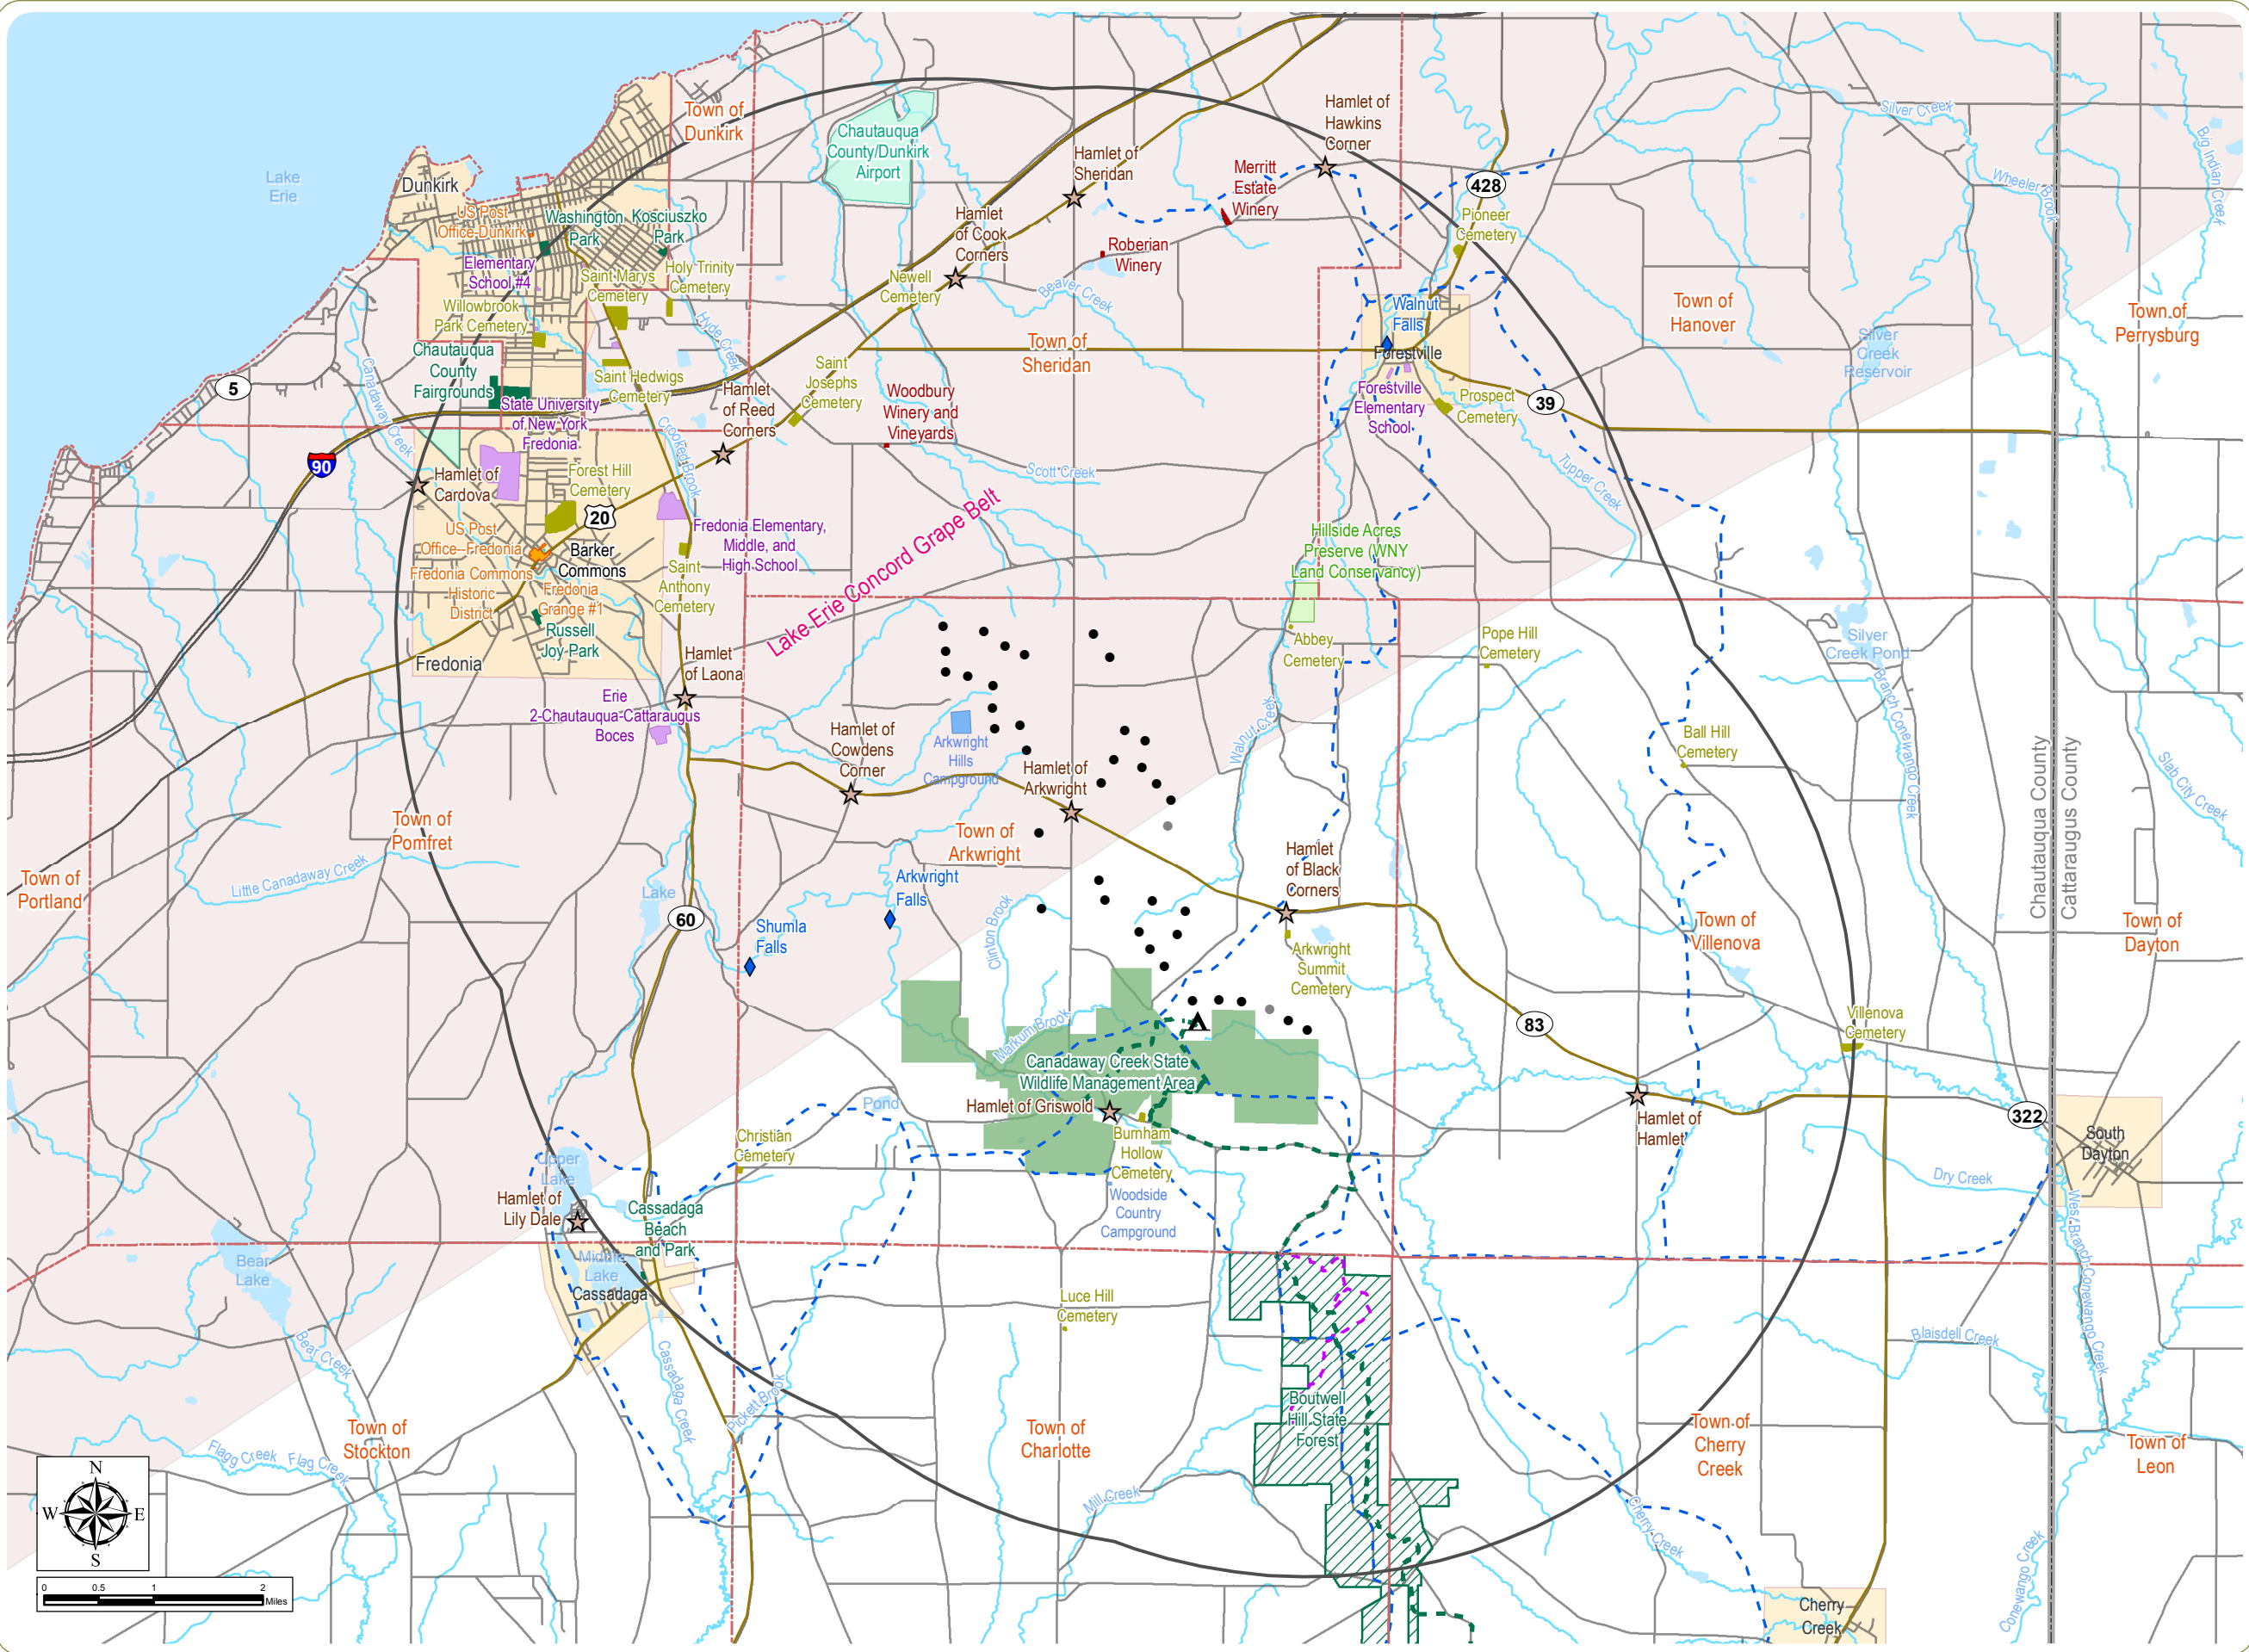 Lake
Erie
Dunkirk
US Post
Office-Dunkirk
Washington
Park
Kosciuszko
Park
Town of
Dunkirk
Chautauqua
County/Dunkirk
Airport
Hamlet of
Sheridan
Hamlet
of Cook
Corners
Merritt
Estate
Winery
Hamlet of
Hawkins
Corner
428
Pioneer
Cemetery
Silver Creek
Wheeler Brook
Big Indian Creek
Elementary
School #4
Willowbrook
Park Cemetery
Saint Marys
Cemetery
Holy Trinity
Cemetery
Newell
Cemetery
Roberian
Winery
Beaver Creek
Hyde Creek
Walnut
Falls
Forestville
Town of
Hanover
Silver
Creek
Reservoir
Town of
Perrysburg
Town of
Sheridan
Chautauqua
County
Fairgrounds
5
Canadaway Creek
Saint Hedwigs
Cemetery
Hamlet
of Reed
Corners
Saint
Josephs
Cemetery
Woodbury
Winery and
Vineyards
Forestville
Elementary
School
Prospect
Cemetery
39
State University
of New York
Fredonia
Crooked Brook
90
Hamlet of
Cardova
Forest Hill
Cemetery
20
Scott Creek
Tupper Creek
US Post
Office--Fredonia
Barker
Commons
Fredonia Elementary,
Middle, and
High School
Lake Erie Concord Grape Belt
Hillside Acres
Preserve (WNY
Land Conservancy)
Fredonia Commons
Historic
District
Fredonia
Grange #1
Russell
Joy Park
Saint
Anthony
Cemetery
Fredonia
Hamlet
of Laona
Abbey
Cemetery
Pope Hill
Cemetery
Silver
Creek Pond
Erie
2-Chautauqua-Cattaraugus
Boces
Arkwright
Hills
Campground
Hamlet of
Cowdens
Corner
Hamlet of
Arkwright
Walnut Creek
Ball Hill
Cemetery
Branch Conewango Creek
Chautauqua County
Cattaraugus County
Slab City Creek
Town of
Pomfret
Town of
Arkwright
Hamlet
of Black
Corners
Little Canadaway Creek
Town of
Portland
Lake
60
Arkwright
Falls
Shumla
Falls
Clinton Brook
Arkwright
Summit
Cemetery
Town of
Villenova
Town of
Dayton
Markum Brook
83
Villenova
Cemetery
Canadaway Creek State
Wildlife Management Area
Hamlet of Griswold
Pond
Burnham
Hollow
Cemetery
Hamlet of
Hamlet
322
South
Dayton
Christian
Cemetery
Upper
Lake
Hamlet of
Lily Dale
Cassadaga
Beach
and Park
Woodside
Country
Campground
Dry Creek
West Branch Conewango Creek
Bear
Lake
Middle
Lake
Cassadaga
Luce Hill
Cemetery
Blaisdell Creek
Bear Creek
Cassadaga Creek
Pickett Brook
Boutwell
Hill State
Forest
Town of
Stockton
Town of
Charlotte
Town of
Cherry
Creek
Town of
Leon
Flagg Creek
Flag Creek
Mill Creek
Cherry Creek
Conewango Creek
Cherry
Creek
N
W
E
S
0 0.5 1 2
Miles